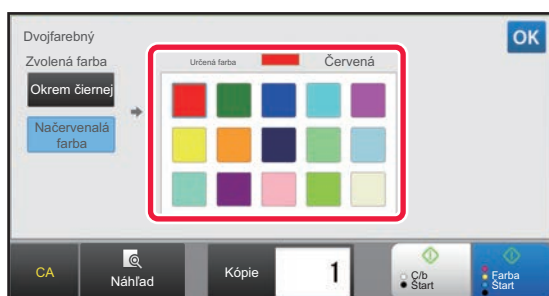 Dvojfarebný
OK
Zvolená farba
Určená farba
Červená
Okrem čiernej
Načervenalá
farba
CA
Náhľad
Kópie
1
Č/b
Štart
Farba
Štart